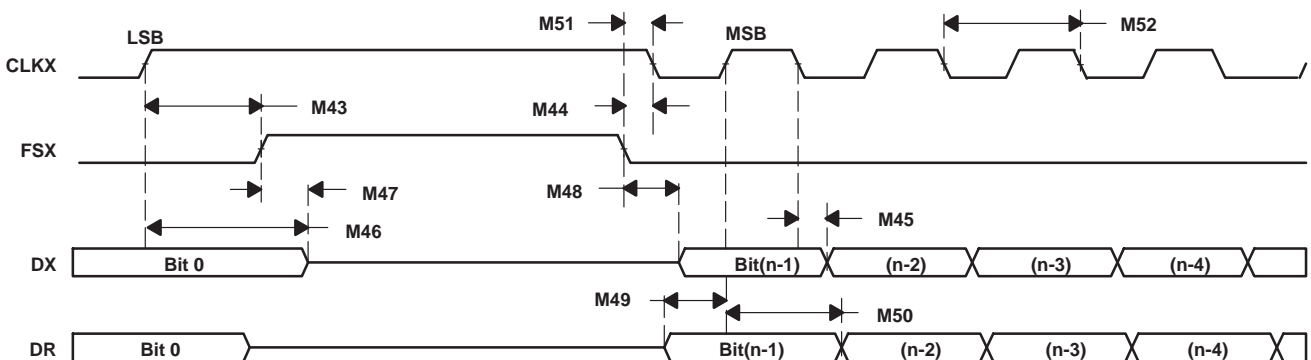 M51
LSB
MSB
M52
CLKX
M43
M44
FSX
M47
M48
M45
M46
DX
Bit 0
Bit(n-1)
(n-2)
(n-3)
(n-4)
M49
M50
DR
Bit 0
Bit(n-1)
(n-2)
(n-3)
(n-4)